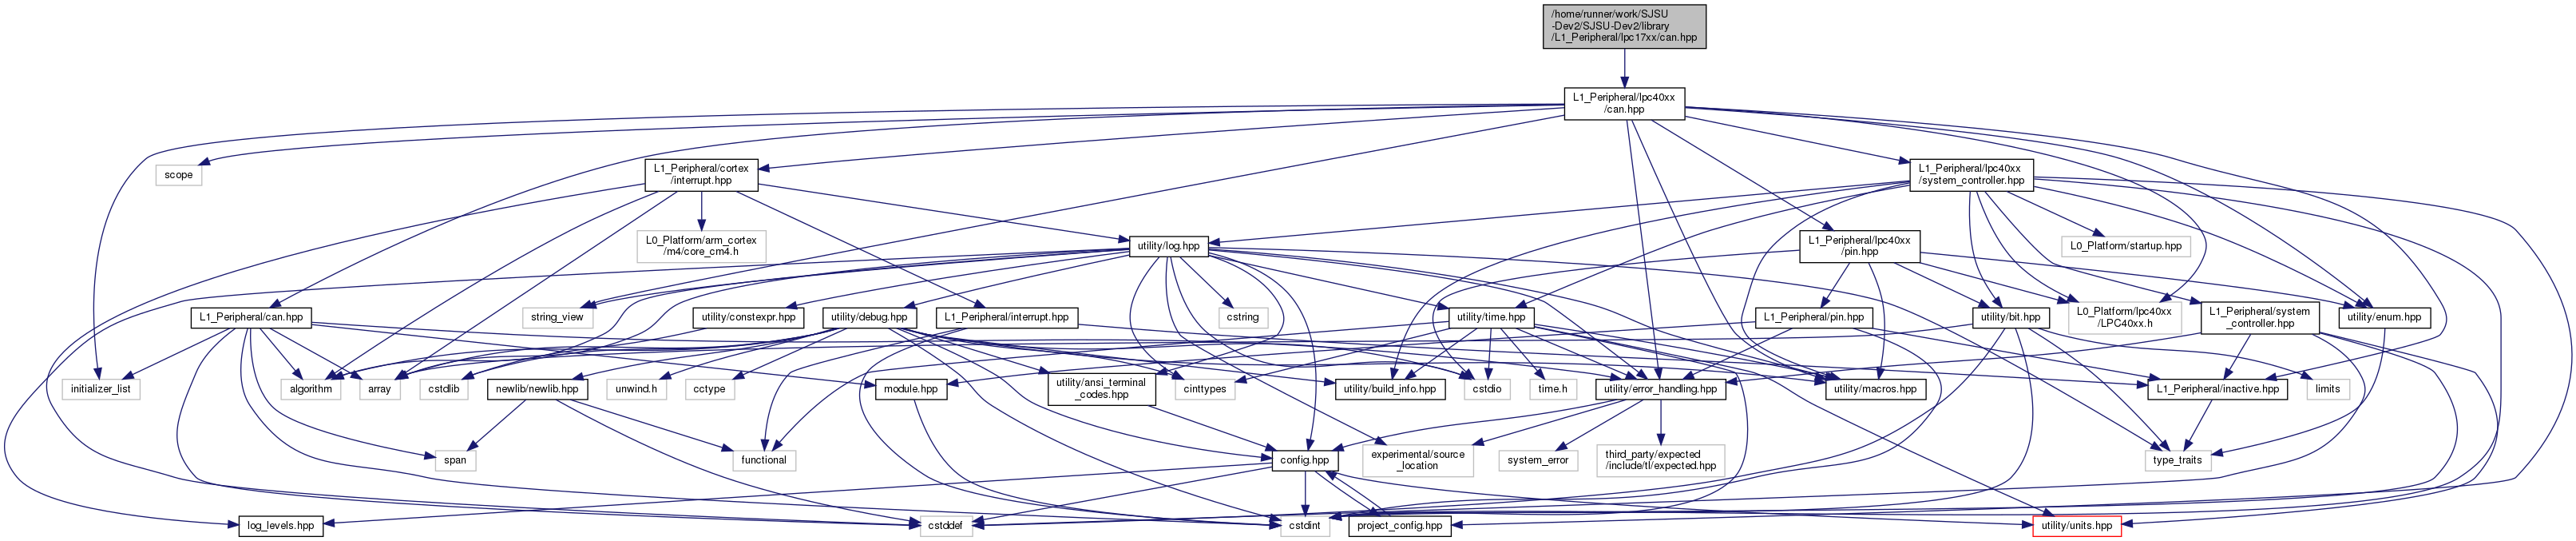 /home/runner/work/SJSU
-Dev2/SJSU-Dev2/library
/L1_Peripheral/lpc17xx/can.hpp
L1_Peripheral/lpc40xx
/can.hpp
scope
L1_Peripheral/cortex
/interrupt.hpp
L1_Peripheral/lpc40xx
/system_controller.hpp
L0_Platform/arm_cortex
/m4/core_cm4.h
utility/log.hpp
L1_Peripheral/lpc40xx
/pin.hpp
L0_Platform/startup.hpp
L1_Peripheral/can.hpp
string_view
utility/constexpr.hpp
utility/debug.hpp
L1_Peripheral/interrupt.hpp
cstring
utility/time.hpp
L1_Peripheral/pin.hpp
utility/bit.hpp
L0_Platform/lpc40xx
/LPC40xx.h
L1_Peripheral/system
_controller.hpp
utility/enum.hpp
initializer_list
algorithm
array
cstdlib
newlib/newlib.hpp
unwind.h
cctype
utility/ansi_terminal
_codes.hpp
module.hpp
cinttypes
utility/build_info.hpp
cstdio
time.h
utility/error_handling.hpp
utility/macros.hpp
L1_Peripheral/inactive.hpp
limits
span
functional
config.hpp
experimental/source
_location
system_error
third_party/expected
/include/tl/expected.hpp
type_traits
log_levels.hpp
cstddef
cstdint
project_config.hpp
utility/units.hpp